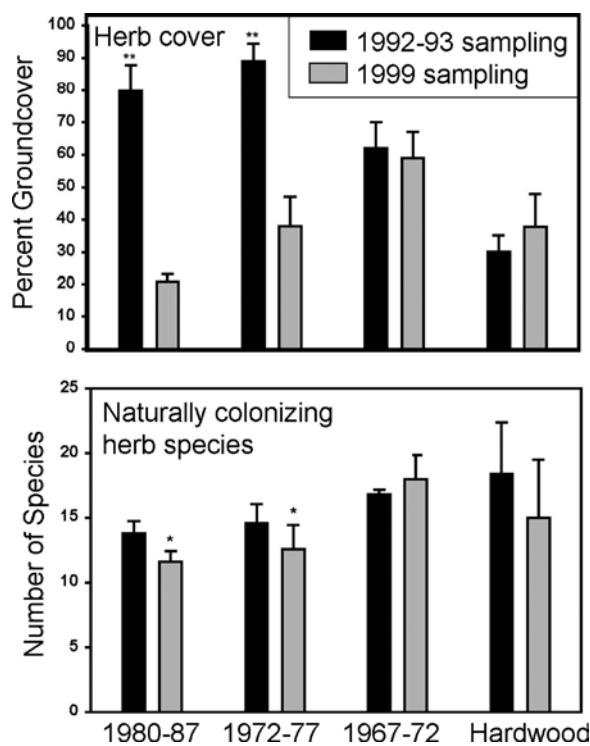 Herb cover
1992-93 sampling
1999 sampling
Percent Groundcover
100
90
80
70
60
50
40
30
20
10
0
**
**
Naturally colonizing
herb species
Number of Species
25
20
15
10
5
0
*
*
1980-87 1972-77 1967-72 Hardwood